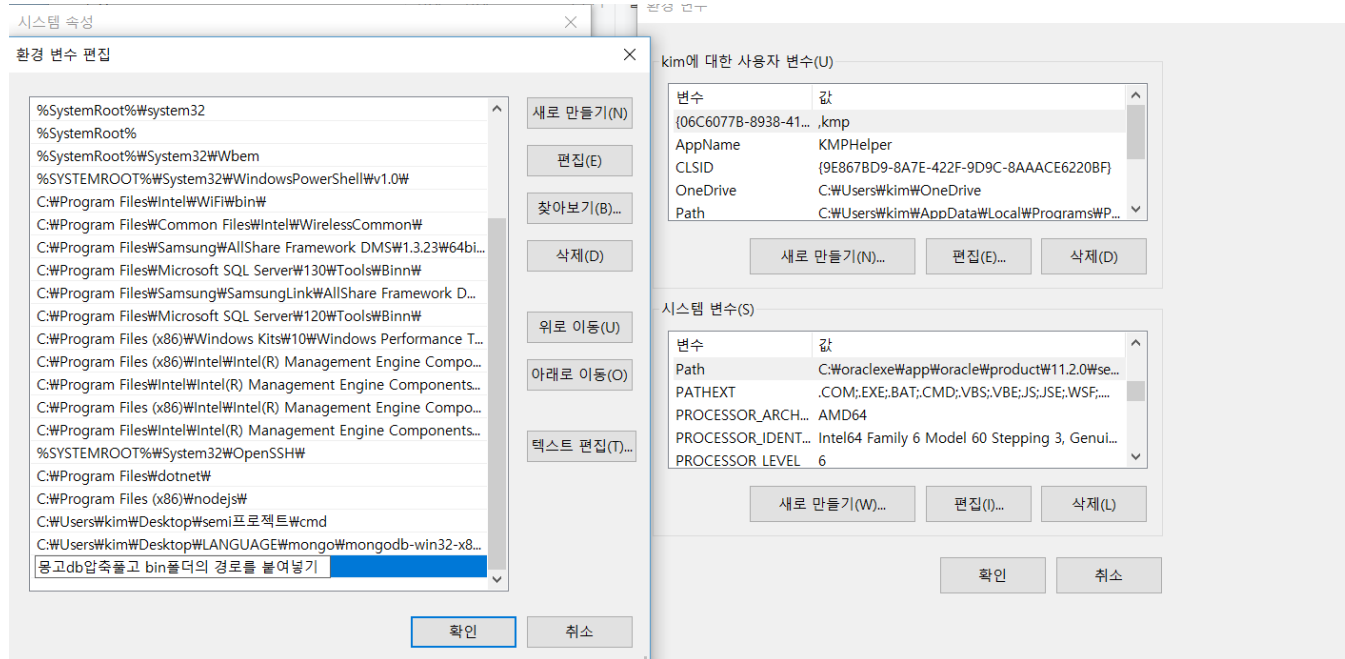 시스템 속성
환경 변수 편집
%SystemRoot%₩system32
%SystemRoot%
%SystemRoot%₩System32₩Wbem
%SYSTEMROOT%₩System32₩WindowsPowerShell₩v1.0₩
C:₩Program Files₩Intel₩WiFi₩bin₩
C:₩Program Files₩Common Files₩Intel₩WirelessCommon₩
C:₩Program Files₩Samsung₩AllShare Framework DMS₩1.3.23₩64bi...
C:₩Program Files₩Microsoft SQL Server₩130₩Tools₩Binn₩
C:₩Program Files₩Samsung₩SamsungLink₩AllShare Framework D...
C:₩Program Files₩Microsoft SQL Server₩120₩Tools₩Binn₩
C:₩Program Files (x86)₩Windows Kits₩10₩Windows Performance T...
C:₩Program Files (x86)₩Intel₩Intel(R) Management Engine Compo...
C:₩Program Files₩Intel₩Intel(R) Management Engine Components...
C:₩Program Files (x86)₩Intel₩Intel(R) Management Engine Compo...
C:₩Program Files₩Intel₩Intel(R) Management Engine Components...
%SYSTEMROOT%₩System32₩OpenSSH₩
C:₩Program Files₩dotnet₩
C:₩Program Files (x86)₩nodejs₩
C:₩Users₩kim₩Desktop₩semi프로젝트₩cmd
C:₩Users₩kim₩Desktop₩LANGUAGE₩mongo₩mongodb-win32-x8...
몽고db압축풀고 bin폴더의 경로를 붙여넣기
새로 만들기(N)
편집(E)
찾아보기(B)...
삭제(D)
위로 이동(U)
아래로 이동(O)
텍스트 편집(T)...
확인 취소
환경 변수
kim에 대한 사용자 변수(U)
변수 값
{06C6077B-8938-41... ,kmp
AppName KMPHelper
CLSID {9E867BD9-8A7E-422F-9D9C-8AAACE6220BF}
OneDrive C:₩Users₩kim₩OneDrive
Path C:₩Users₩kim₩AppData₩Local₩Programs₩P...
새로 만들기(N)... 편집(E)... 삭제(D)
시스템 변수(S)
변수 값
Path C:₩oraclexe₩app₩oracle₩product₩11.2.0₩se...
PATHEXT .COM;.EXE;.BAT;.CMD;.VBS;.VBE;.JS;.JSE;.WSF;....
PROCESSOR_ARCH... AMD64
PROCESSOR_IDENT... Intel64 Family 6 Model 60 Stepping 3, Genui...
PROCESSOR LEVEL 6
새로 만들기(W)... 편집(I)... 삭제(L)
확인 취소